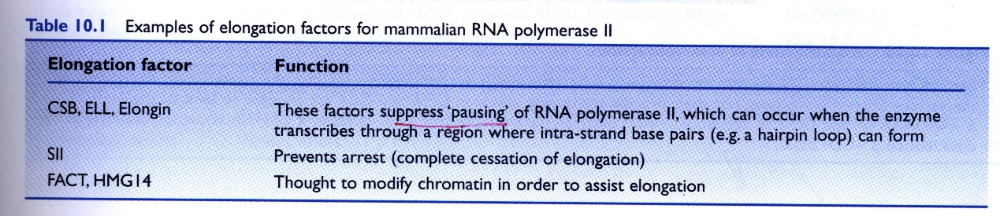 Table 10.1 Examples of elongation factors for mammalian RNA polymerase II
Elongation factor Function
CSB, ELL, Elongin These factors suppress ‘pausing’ of RNA polymerase II, which can occur when the enzyme
transcribes through a region where intra-strand base pairs (e.g. a hairpin loop) can form
SII Prevents arrest (complete cessation of elongation)
FACT, HMG14 Thought to modify chromatin in order to assist elongation